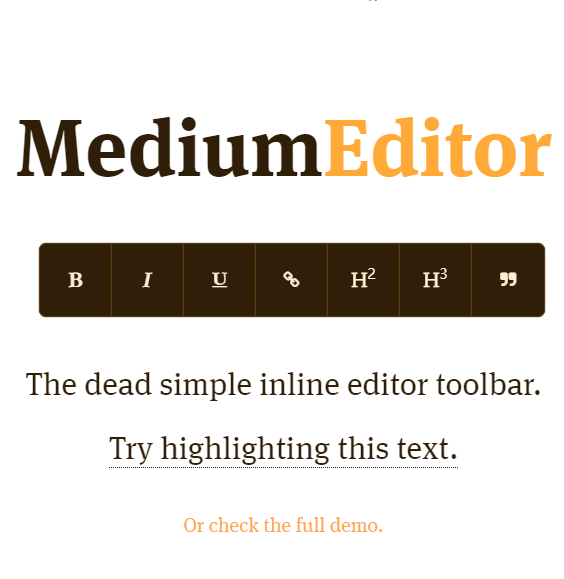 MediumEditor
B I U H2 H3
The dead simple inline editor toolbar.
Try highlighting this text.
Or check the full demo.